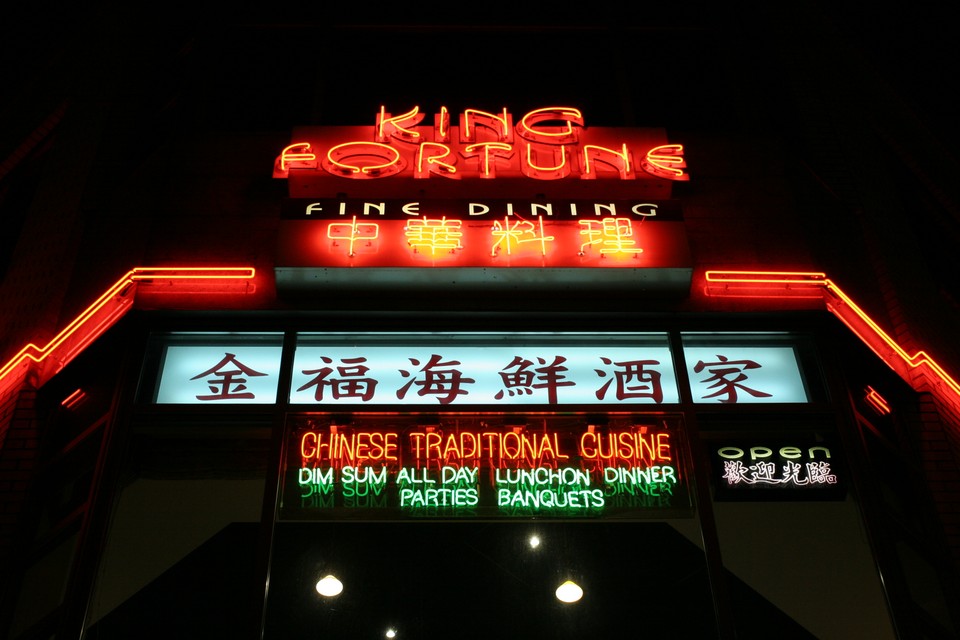 KING
FORTUNE
FINE DINING
中華料理
金福海鮮酒家
CHINESE TRADITIONAL CUISINE
DIM SUM ALL DAY LUNCHON DINNER
PARTIES BANQUETS
open
歡迎光臨